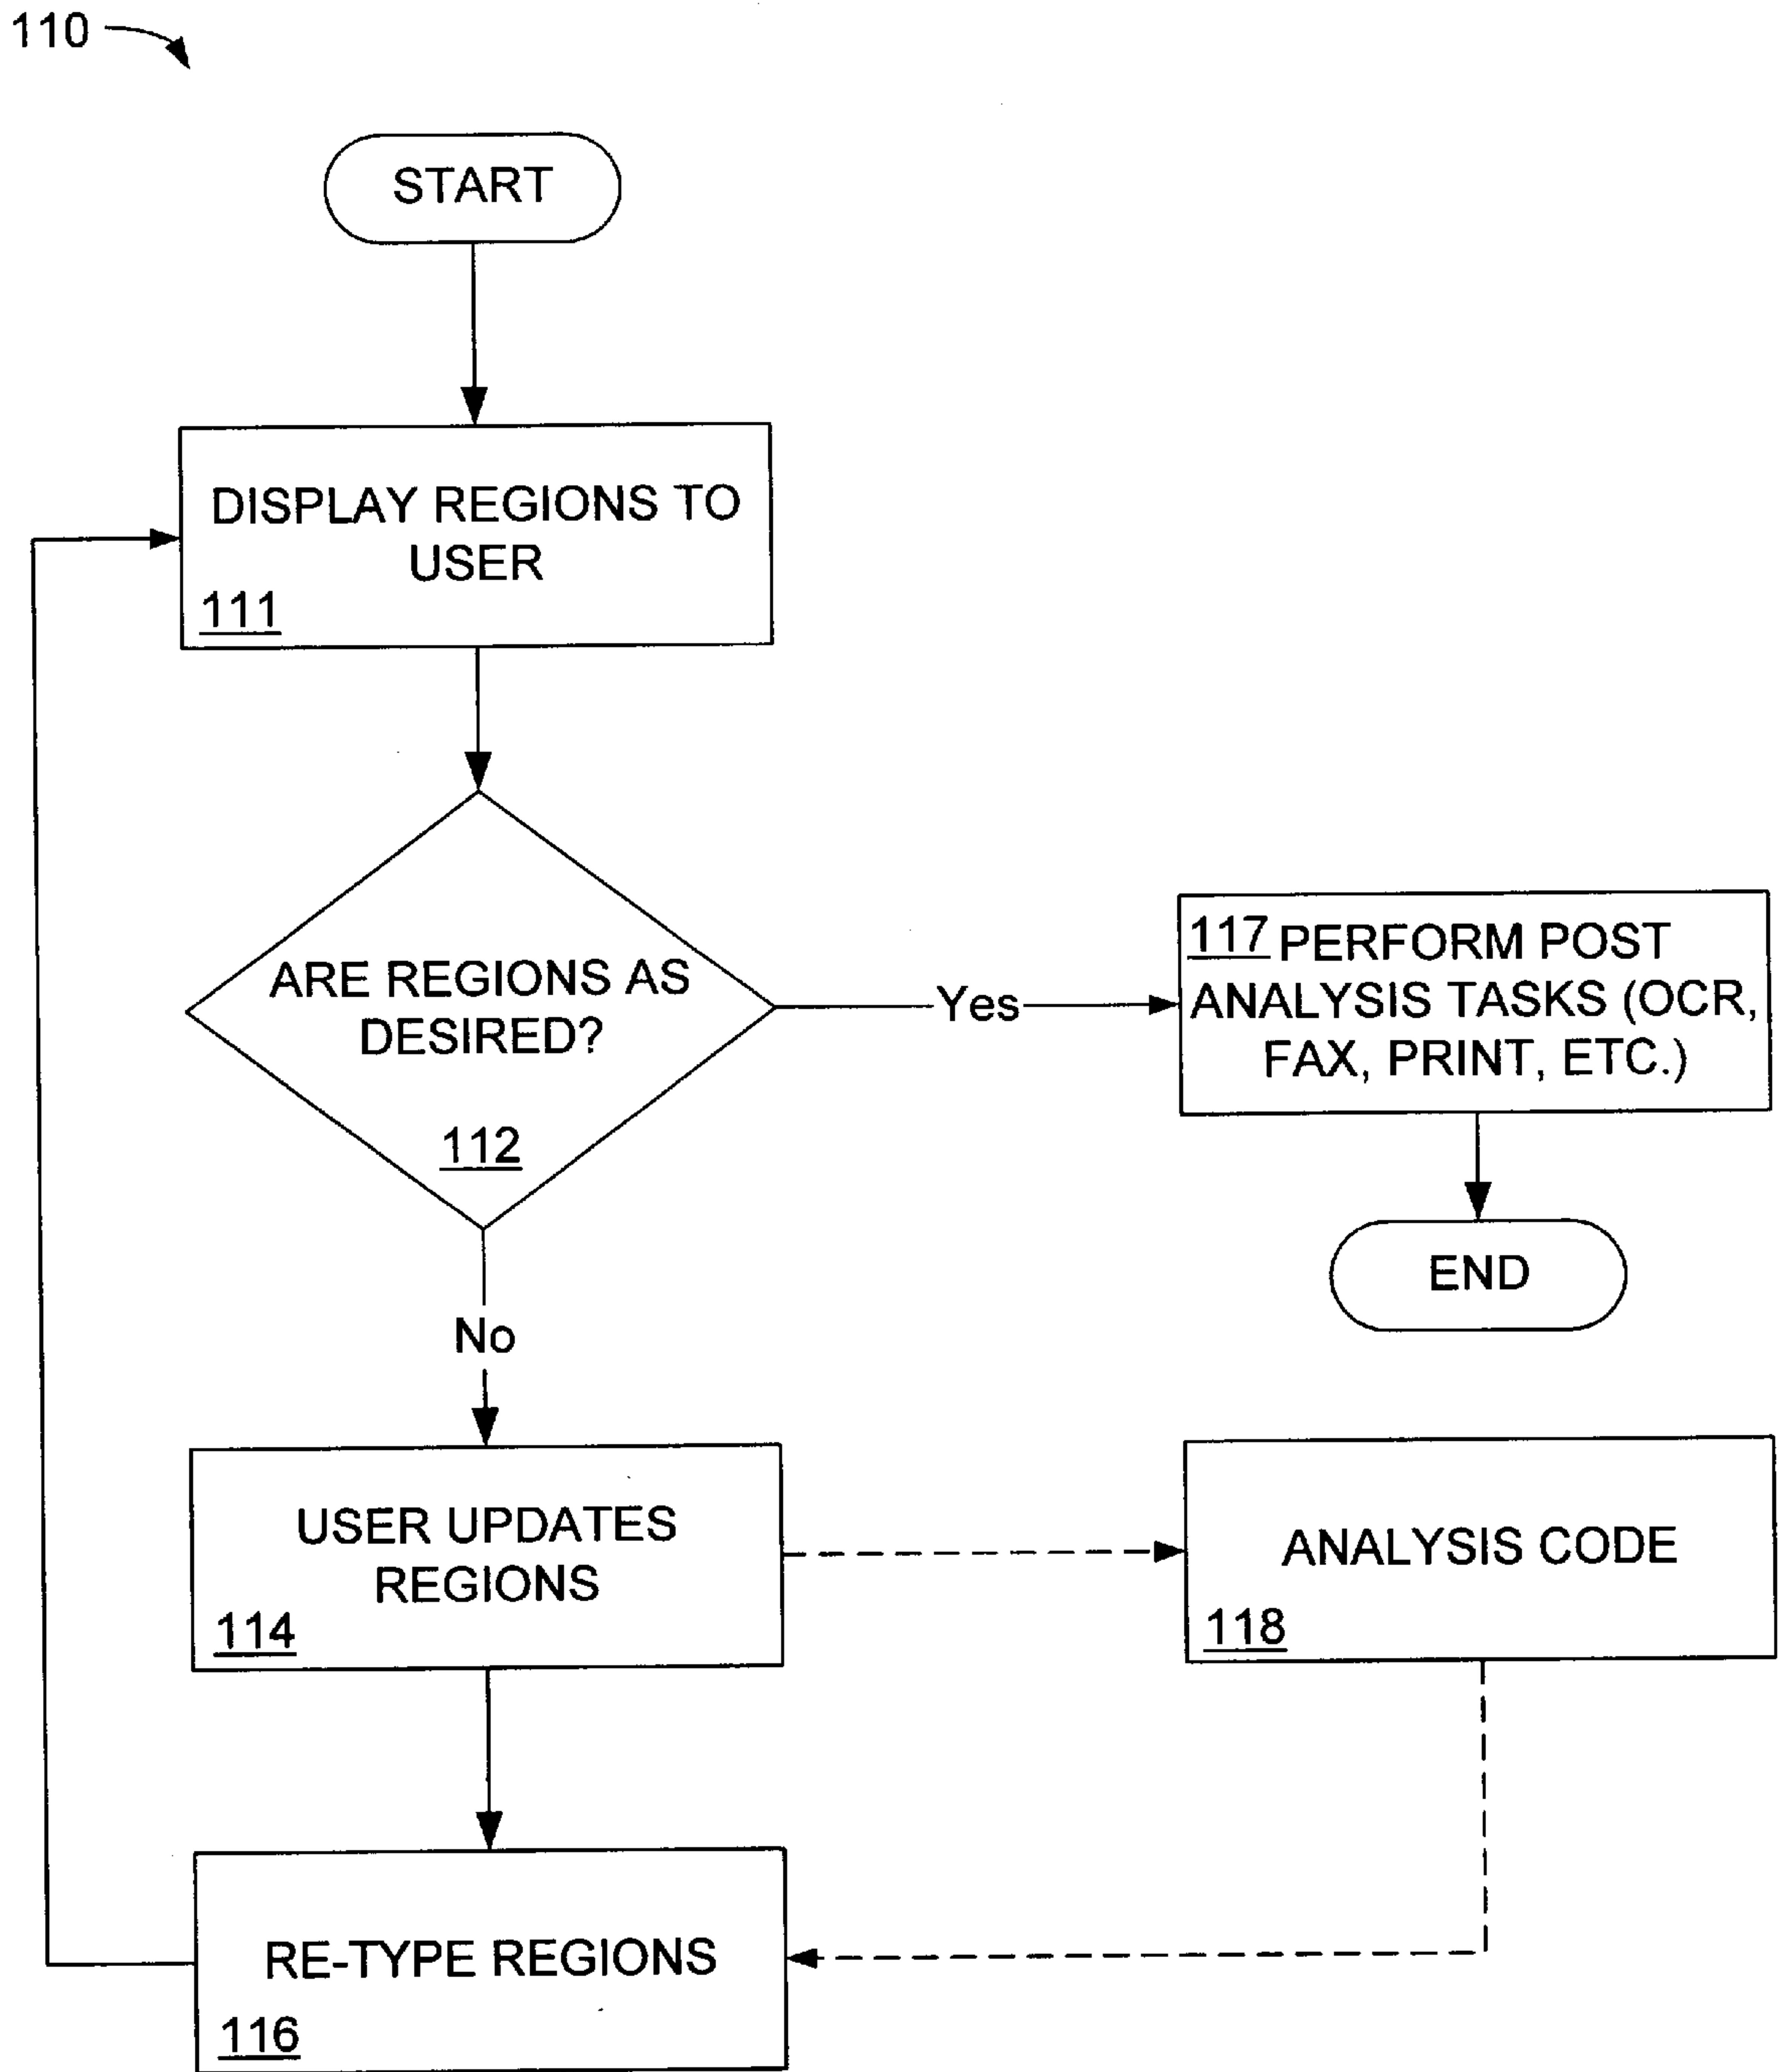 110
START
DISPLAY REGIONS TO
USER
111
ARE REGIONS AS
DESIRED?
112
Yes
117 PERFORM POST
ANALYSIS TASKS (OCR,
FAX, PRINT, ETC.)
END
No
USER UPDATES
REGIONS
114
ANALYSIS CODE
118
RE-TYPE REGIONS
116